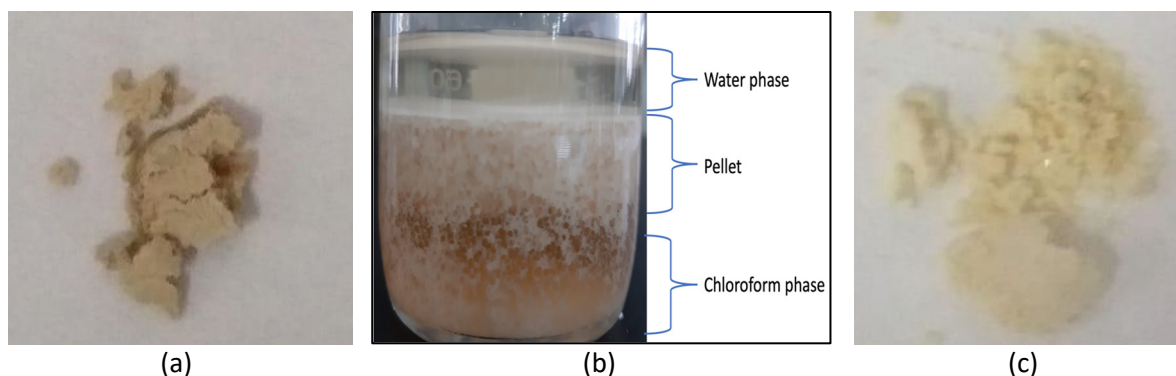 Water phase
Pellet
Chloroform phase
(a)
(b)
(c)